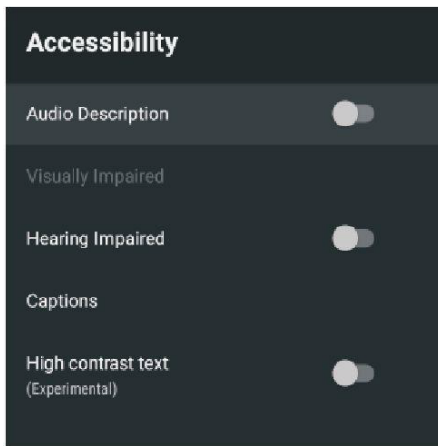 Accessibility
Audio Description
Visually Impaired
Hearing Impaired
Captions
High contrast text
(Experimental)